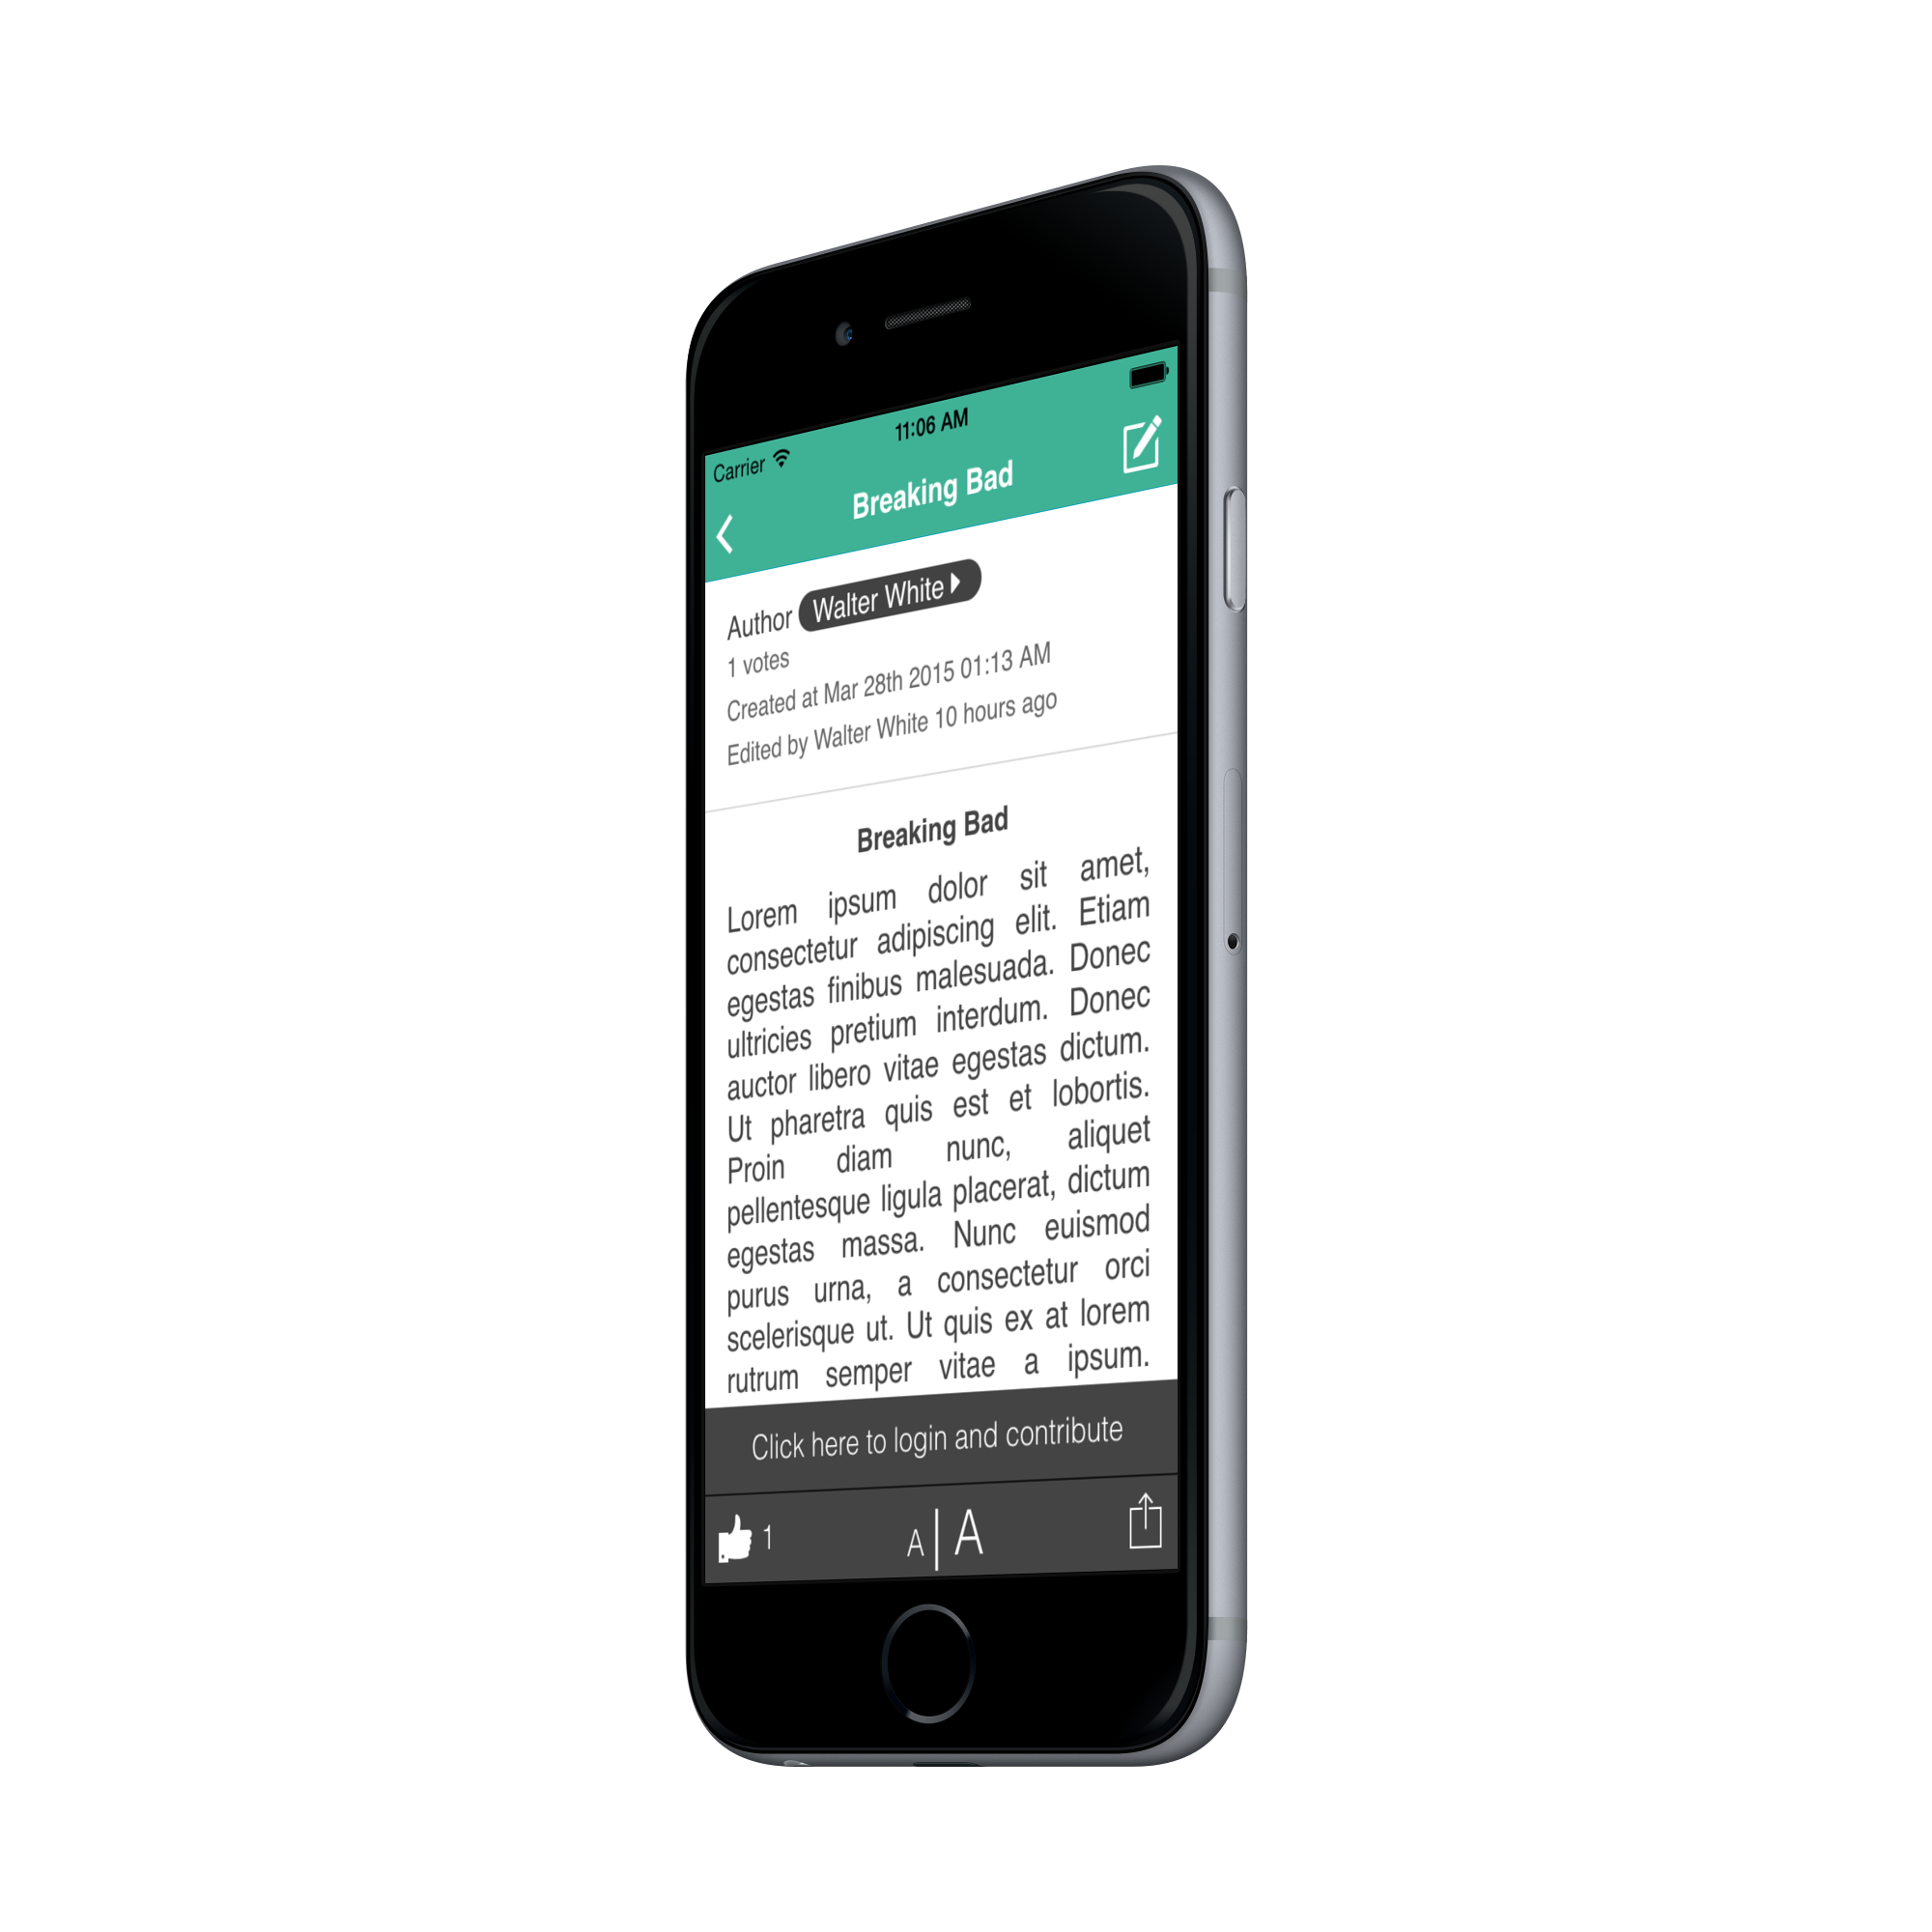 Carrier 11:06 AM
Breaking Bad
Author Walter White
1 votes
Created at Mar 28th 2015 01:13 AM
Edited by Walter White 10 hours ago
Breaking Bad
Lorem ipsum dolor sit amet,
consectetur adipiscing elit. Etiam
egestas finibus malesuada. Donec
ultricies pretium interdum. Donec
auctor libero vitae egestas dictum.
Ut pharetra quis est et lobortis.
Proin diam nunc, aliquet
pellentesque ligula placerat, dictum
egestas massa. Nunc euismod
purus urna, a consectetur orci
scelerisque ut. Ut quis ex at lorem
rutrum semper vitae a ipsum.
Click here to login and contribute
1 A | A